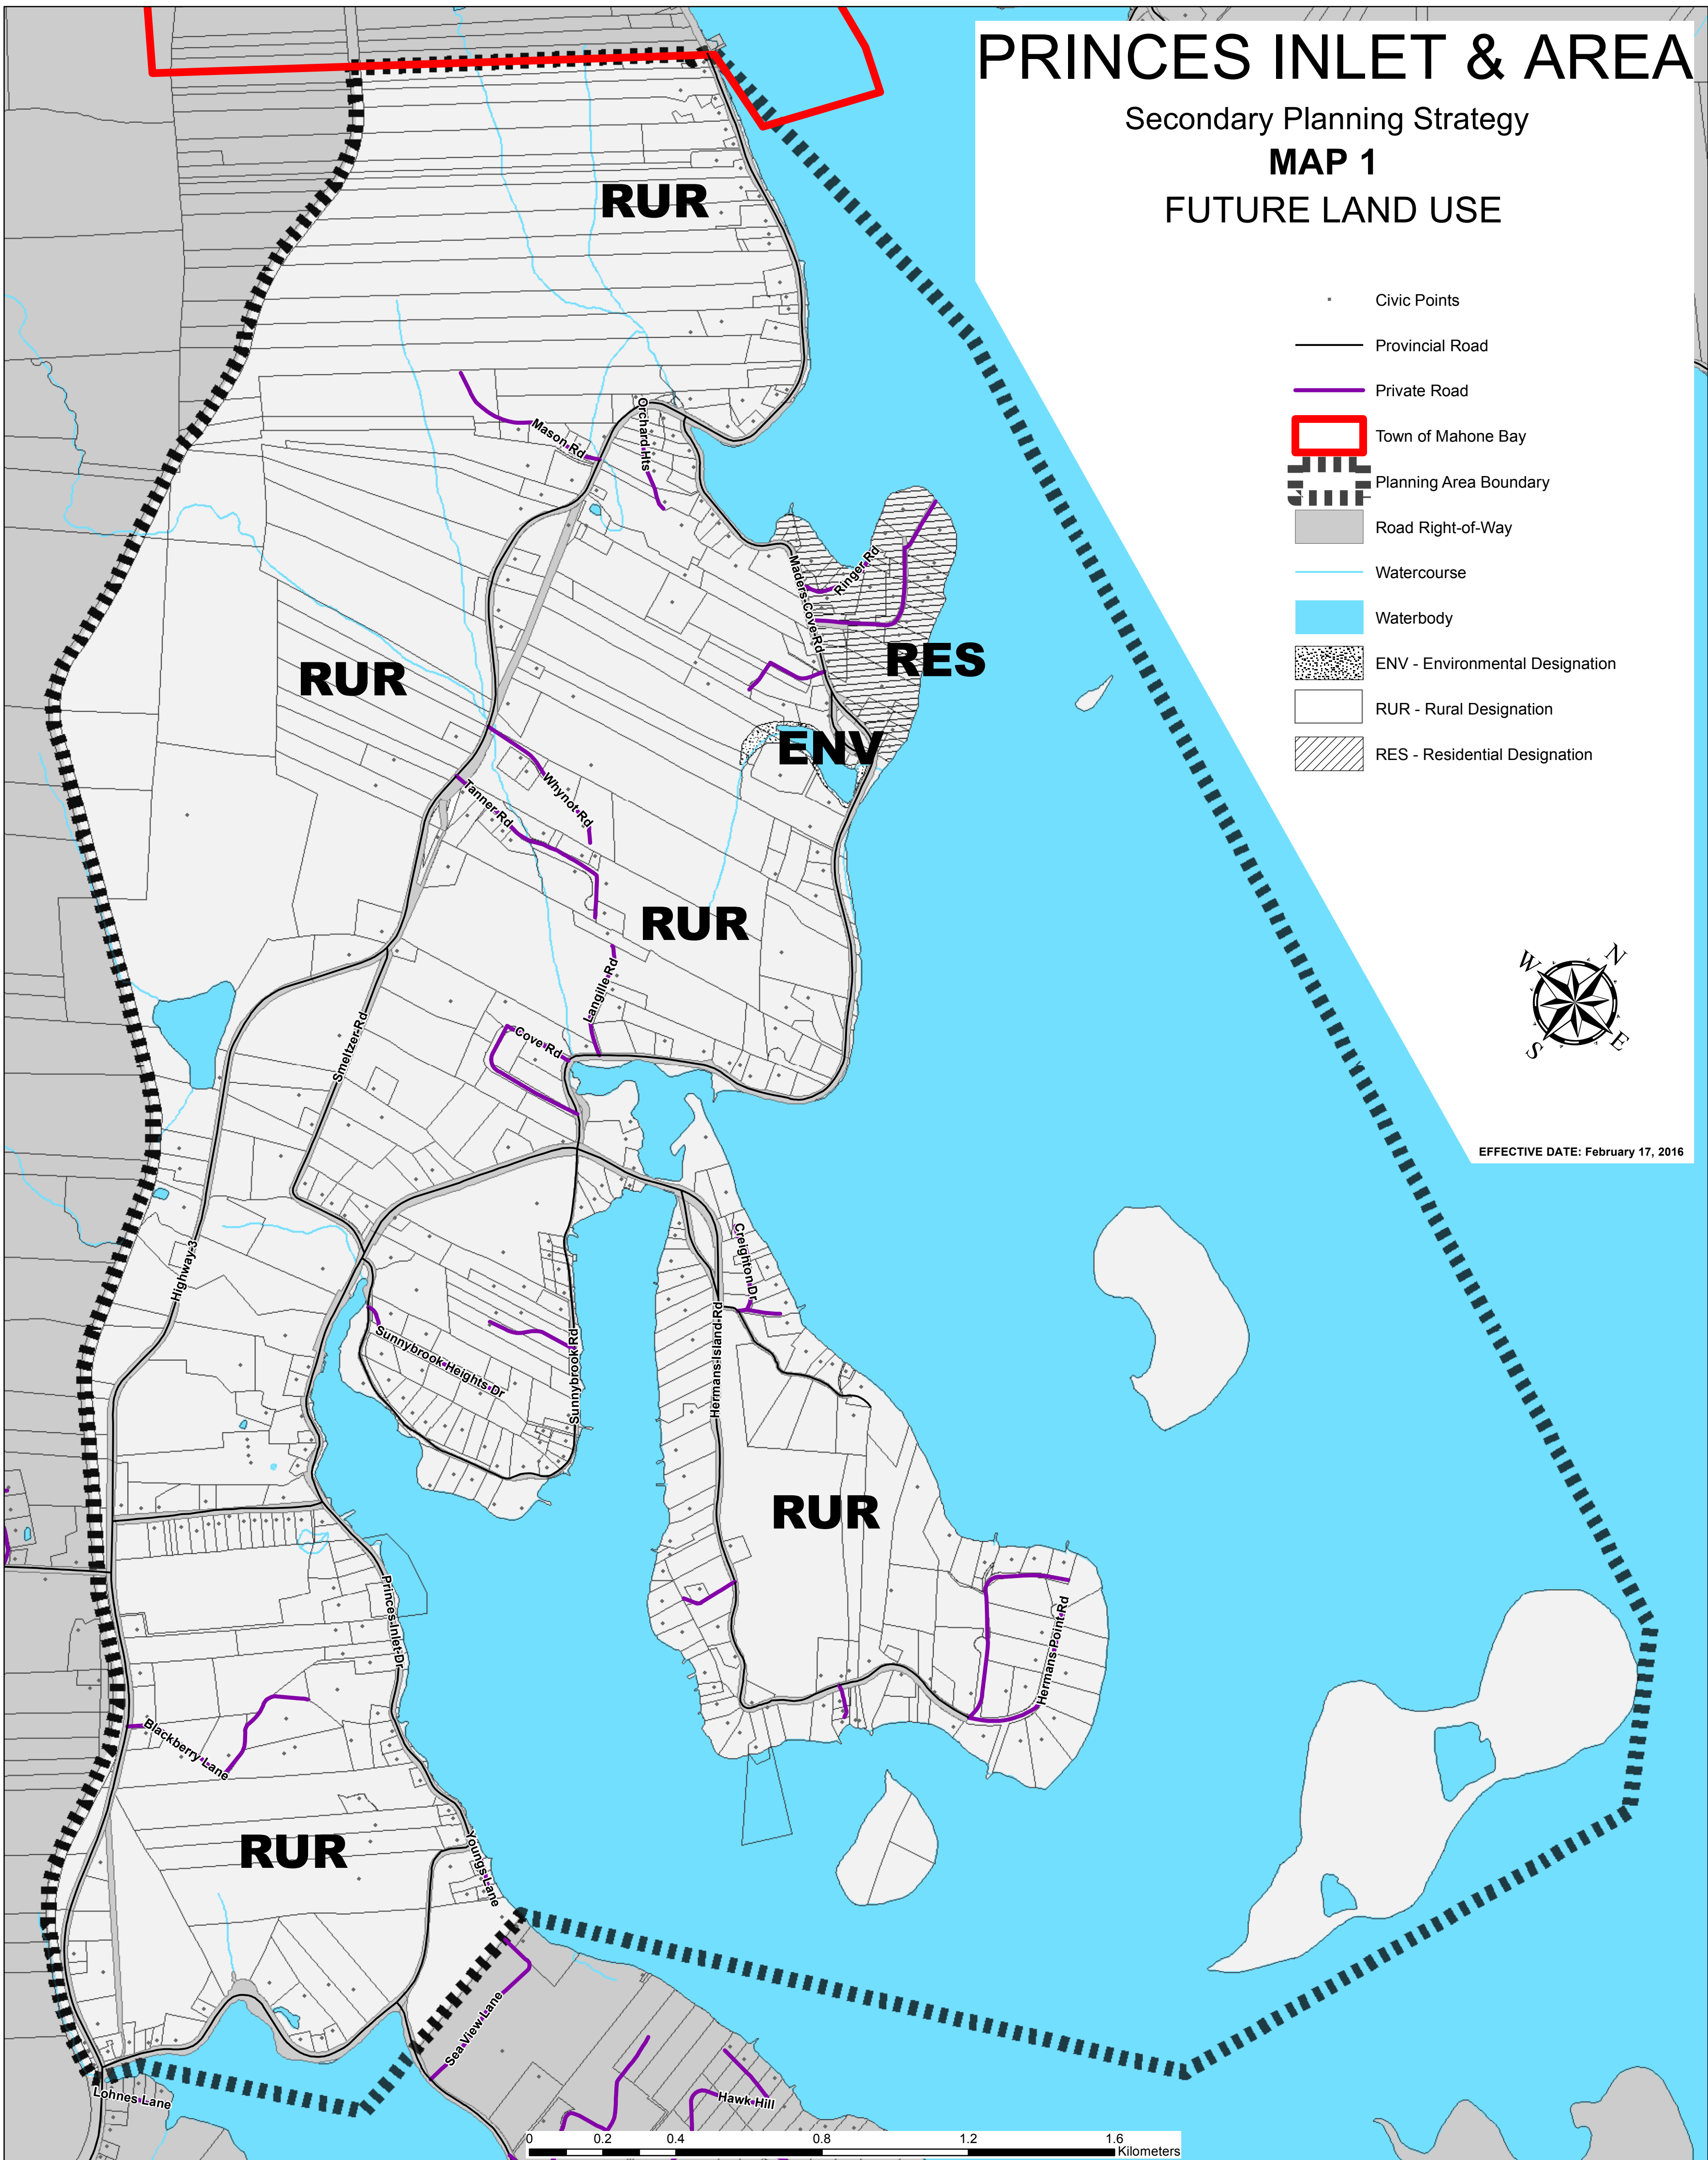 PRINCES INLET & AREA
Secondary Planning Strategy
MAP 1
FUTURE LAND USE
Civic Points
Provincial Road
Private Road
Town of Mahone Bay
Planning Area Boundary
Road Right-of-Way
Watercourse
Waterbody
ENV - Environmental Designation
RUR - Rural Designation
RES - Residential Designation
N
W
E
S
EFFECTIVE DATE: February 17, 2016
RUR
Orchard Hts
Mason Rd
Maders Cove Rd
Ringer Rd
RES
RUR
ENV
Whynot Rd
Tanner Rd
RUR
Langille Rd
Cove Rd
Smeltzer Rd
Highway 3
Creighton Dr
Hermans Island Rd
Sunnybrook Heights Dr
Sunnybrook Rd
RUR
Princes Inlet Dr
Hermans Point Rd
Blackberry Lane
RUR
Youngs Lane
Sea View Lane
Lohnes Lane
Hawk Hill
0 0.2 0.4 0.8 1.2 1.6
Kilometers